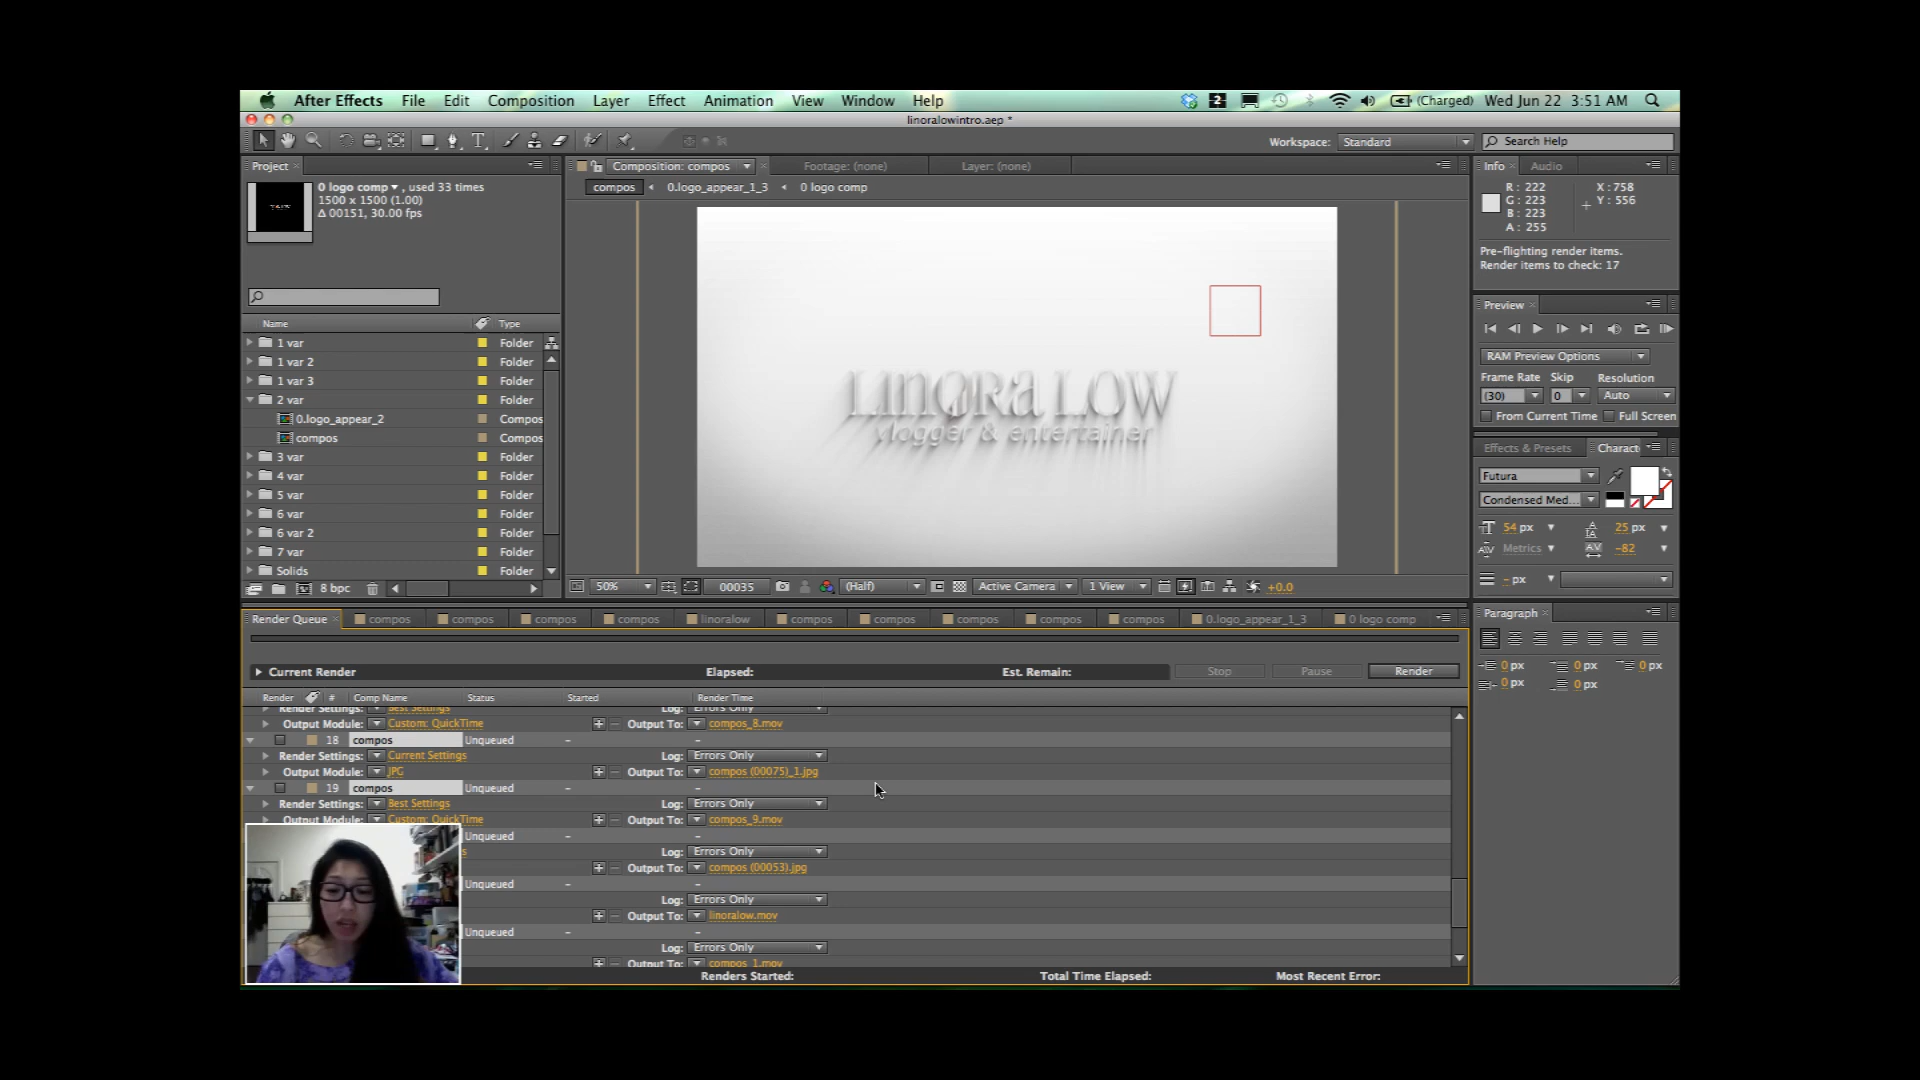 After Effects File Edit Composition Layer Effect Animation View Window Help 2 (Charged) Wed Jun 22 3:51 AM
linoralowintro.aep *
T Workspace: Standard Search Help
Project
0 logo comp , used 33 times
1500 x 1500 (1.00)
Δ 00151, 30.00 fps
Name Type
1 var Folder
1 var 2 Folder
1 var 3 Folder
2 var Folder
0.logo_appear_2 Compos
compos Compos
3 var Folder
4 var Folder
5 var Folder
6 var Folder
6 var 2 Folder
7 var Folder
Solids Folder
8 bpc
Composition: compos Footage: (none) Layer: (none)
compos 0.logo_appear_1_3 0 logo comp
LINORA LOW
vlogger & entertainer
50% 00035 (Half) Active Camera 1 View +0.0
Info Audio
R: 222 X: 758
G: 223 Y: 556
B: 223
A: 255
Pre-flighting render items.
Render items to check: 17
Preview
RAM Preview Options
Frame Rate Skip Resolution
(30) 0 Auto
From Current Time Full Screen
Effects & Presets Charact
Futura
Condensed Med...
54 px 25 px
Metrics -82
- px
Paragraph
0 px 0 px 0 px
0 px 0 px
Render Queue compos compos compos compos linoralow compos compos compos compos compos 0.logo_appear_1_3 0 logo comp
Current Render Elapsed: Est. Remain: Stop Pause Render
Render # Comp Name Status Started Render Time
Render Settings: Best Settings Log: Errors Only
Output Module: Custom: QuickTime Output To: compos_8.mov
18 compos Unqueued - -
Render Settings: Current Settings Log: Errors Only
Output Module: JPG Output To: compos (00075)_1.jpg
19 compos Unqueued - -
Render Settings: Best Settings Log: Errors Only
Output Module: Custom: QuickTime Output To: compos_9.mov
Unqueued - -
s Log: Errors Only
Output To: compos (00053).jpg
Unqueued - -
Log: Errors Only
Output To: linoralow.mov
Unqueued - -
Log: Errors Only
Output To: compos_1.mov
Renders Started: Total Time Elapsed: Most Recent Error: